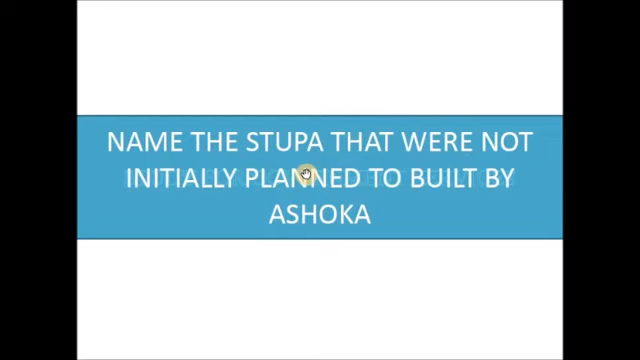 NAME THE STUPA THAT WERE NOT
INITIALLY PLANNED TO BUILT BY
ASHOKA